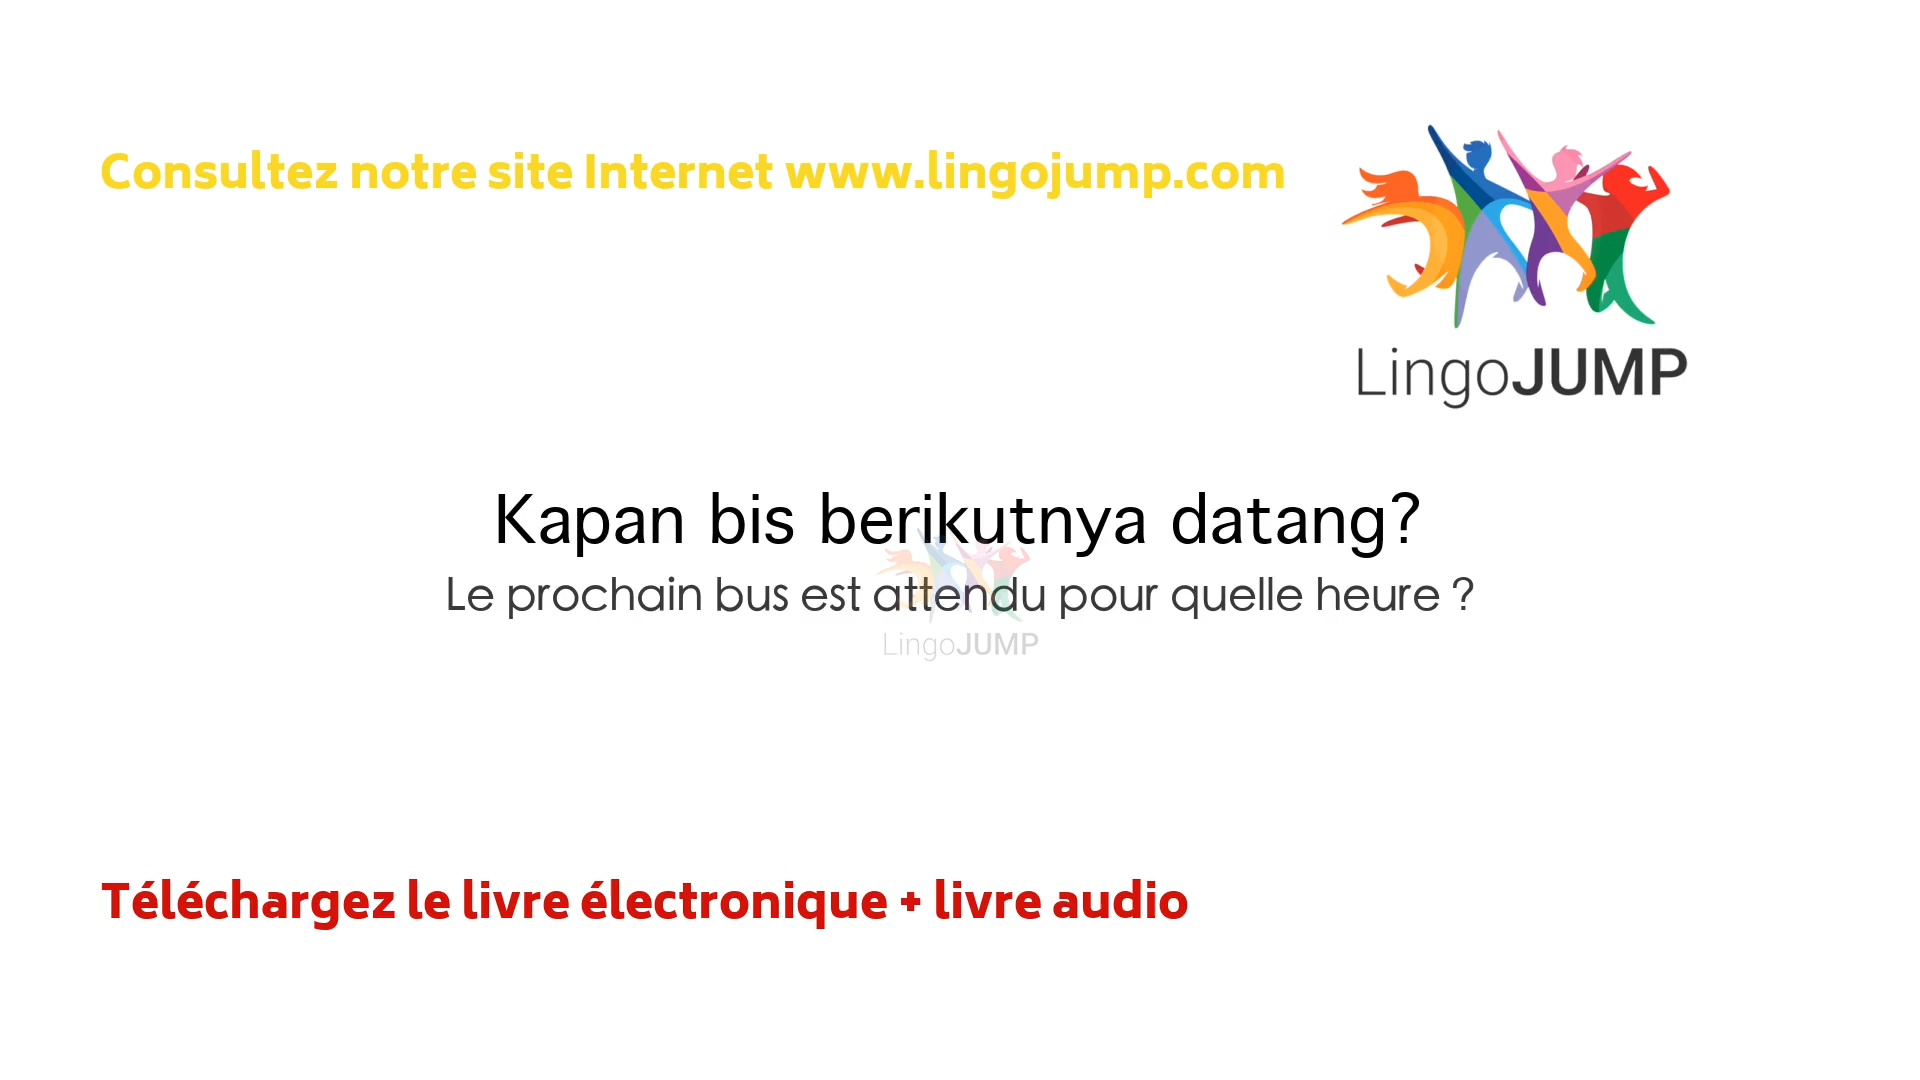 Consultez notre site Internet www.lingojump.com
LingoJUMP
Kapan bis berikutnya datang?
Le prochain bus est attendu pour quelle heure ?
LingoJUMP
Téléchargez le livre électronique + livre audio